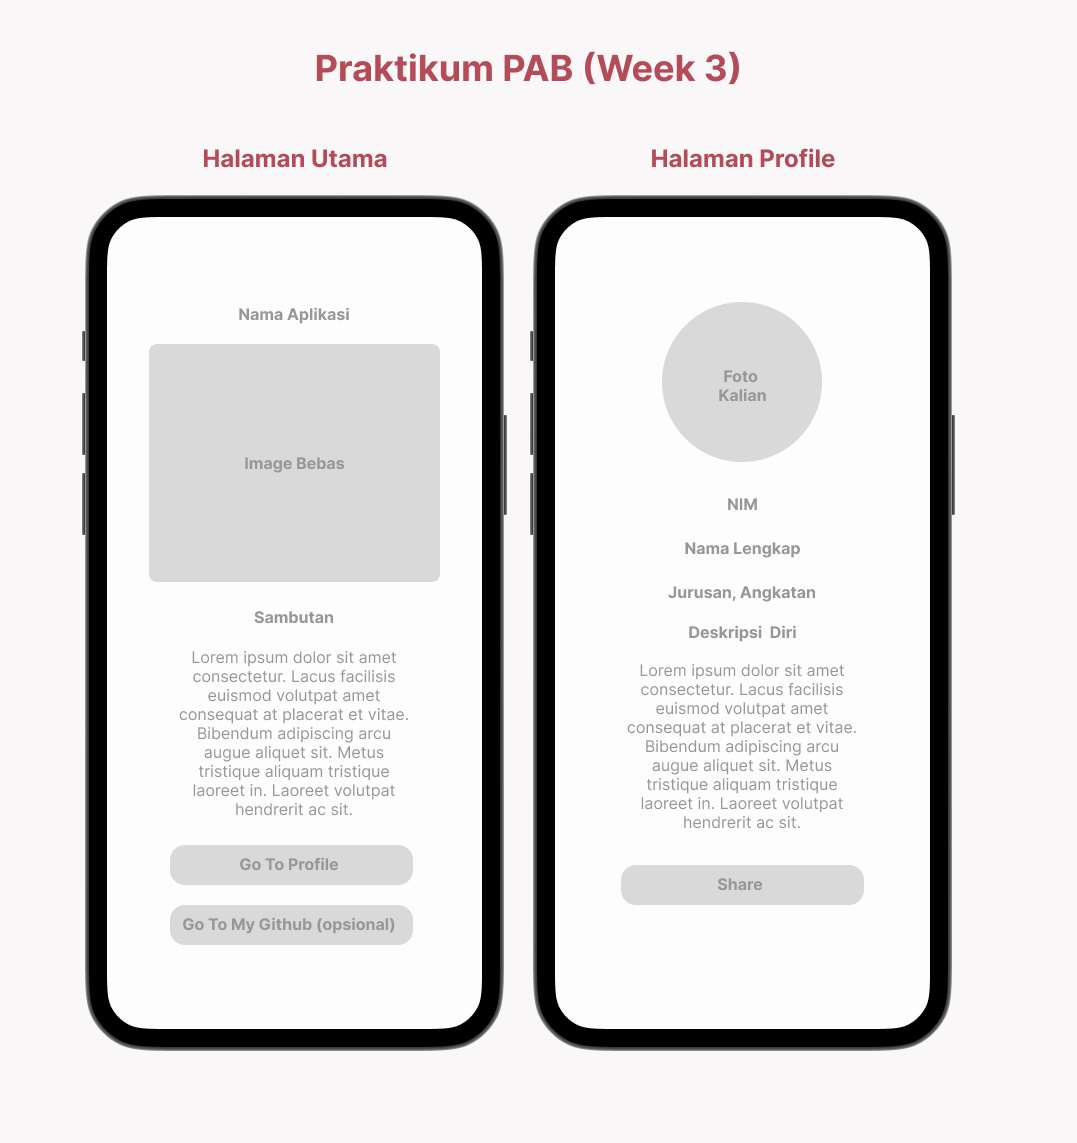 Praktikum PAB (Week 3)
Halaman Utama
Nama Aplikasi
Image Bebas
Sambutan
Lorem ipsum dolor sit amet
consectetur. Lacus facilisis
euismod volutpat amet
consequat at placerat et vitae.
Bibendum adipiscing arcu
augue aliquet sit. Metus
tristique aliquam tristique
laoreet in. Laoreet volutpat
hendrerit ac sit.
Go To Profile
Go To My Github (opsional)
Halaman Profile
Foto
Kalian
NIM
Nama Lengkap
Jurusan, Angkatan
Deskripsi  Diri
Lorem ipsum dolor sit amet
consectetur. Lacus facilisis
euismod volutpat amet
consequat at placerat et vitae.
Bibendum adipiscing arcu
augue aliquet sit. Metus
tristique aliquam tristique
laoreet in. Laoreet volutpat
hendrerit ac sit.
Share